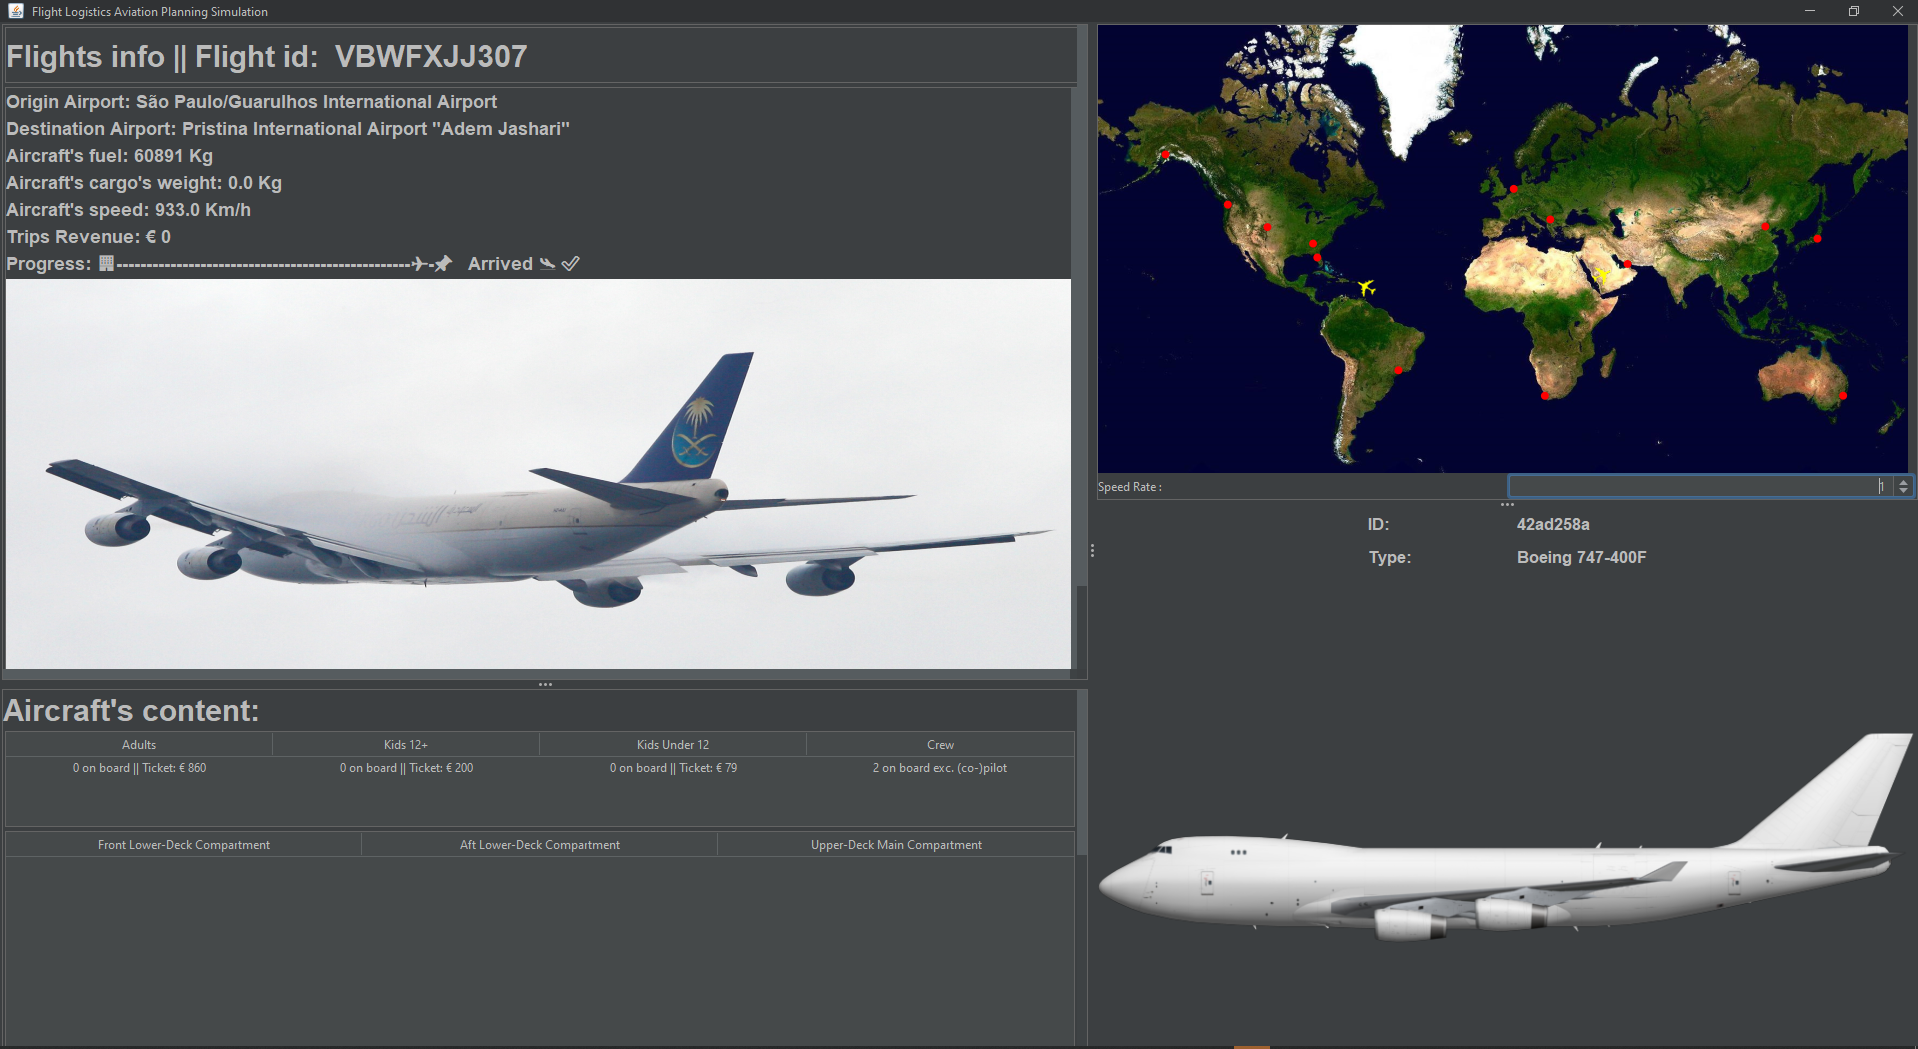 Flight Logistics Aviation Planning Simulation
Flights info || Flight id: VBWFXJJ307
Origin Airport: São Paulo/Guarulhos International Airport
Destination Airport: Pristina International Airport "Adem Jashari"
Aircraft's fuel: 60891 Kg
Aircraft's cargo's weight: 0.0 Kg
Aircraft's speed: 933.0 Km/h
Trips Revenue: € 0
Progress: Arrived
Aircraft's content:
Adults Kids 12+ Kids Under 12 Crew
0 on board || Ticket: € 860 0 on board || Ticket: € 200 0 on board || Ticket: € 79 2 on board exc. (co-)pilot
Front Lower-Deck Compartment Aft Lower-Deck Compartment Upper-Deck Main Compartment
Speed Rate : 1
ID: 42ad258a
Type: Boeing 747-400F